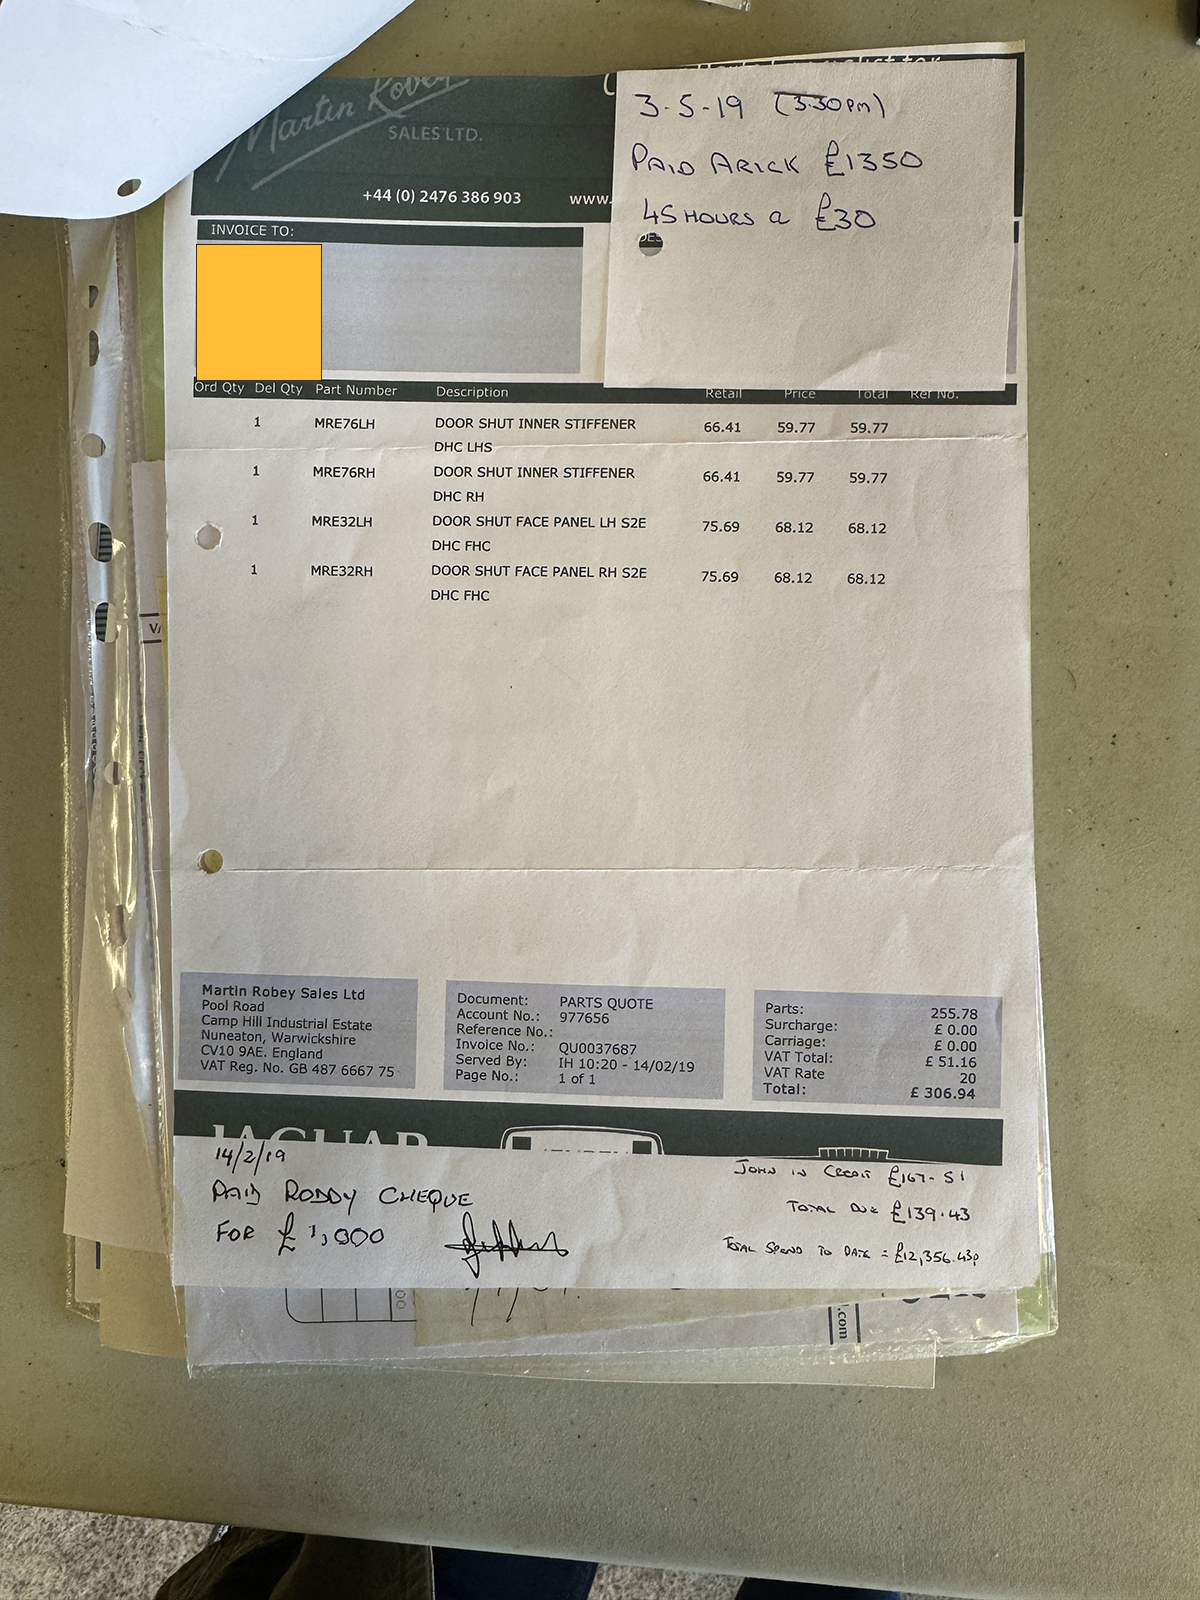 Martin Robey
SALES LTD.
+44 (0) 2476 386 903 www.
3-5-19 (3.30PM)
PAID ARICK £1350
45 HOURS @ £30
INVOICE TO:
Ord Qty Del Qty Part Number Description Retail Price Total Ref No.
1 MRE76LH DOOR SHUT INNER STIFFENER 66.41 59.77 59.77
DHC LHS
1 MRE76RH DOOR SHUT INNER STIFFENER 66.41 59.77 59.77
DHC RH
1 MRE32LH DOOR SHUT FACE PANEL LH S2E 75.69 68.12 68.12
DHC FHC
1 MRE32RH DOOR SHUT FACE PANEL RH S2E 75.69 68.12 68.12
DHC FHC
Martin Robey Sales Ltd
Pool Road
Camp Hill Industrial Estate
Nuneaton, Warwickshire
CV10 9AE. England
VAT Reg. No. GB 487 6667 75
Document: PARTS QUOTE
Account No.: 977656
Reference No.:
Invoice No.: QU0037687
Served By: IH 10:20 - 14/02/19
Page No.: 1 of 1
Parts: 255.78
Surcharge: £ 0.00
Carriage: £ 0.00
VAT Total: £ 51.16
VAT Rate 20
Total: £ 306.94
JAGUAR
14/2/19
PAID RODDY CHEQUE
FOR £1,000
JOHN IN CREDIT £167-51
TOTAL DUE £139.43
TOTAL SPEND TO DATE = £12,356.43p
.com